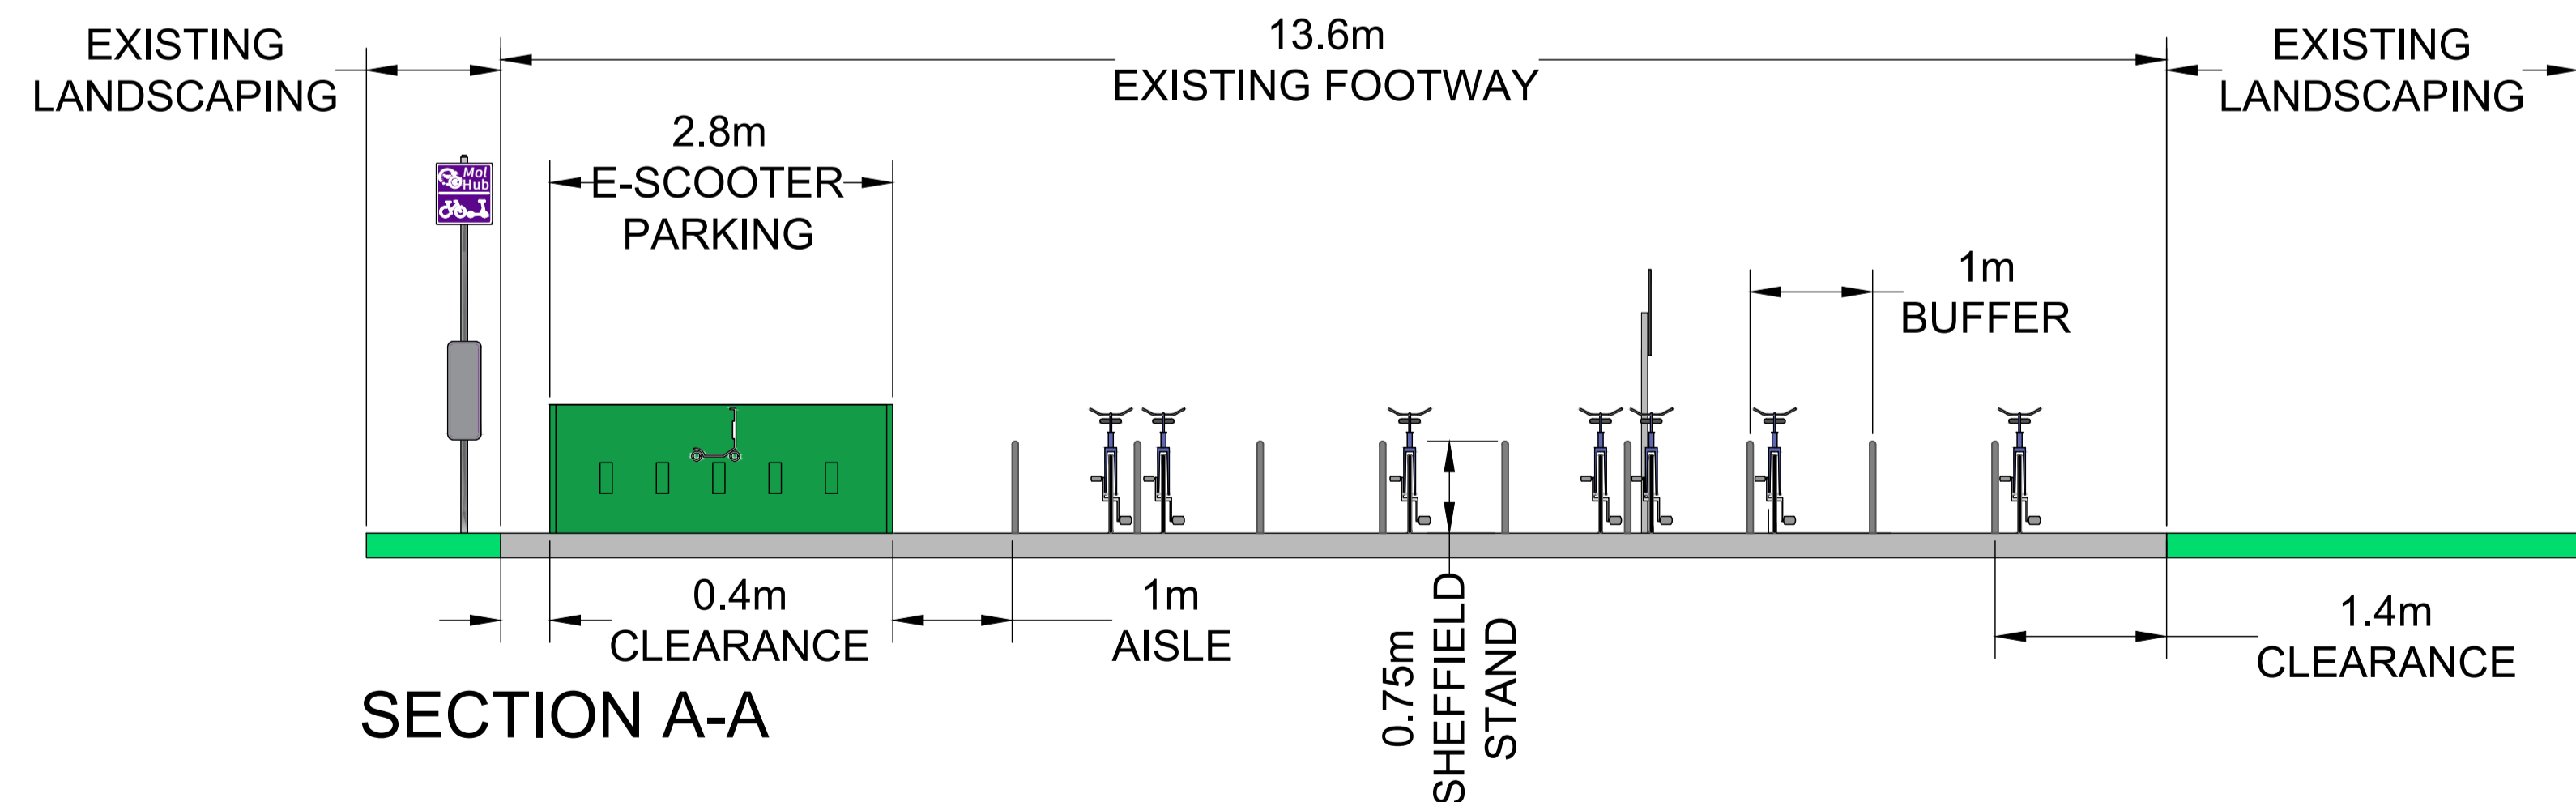 EXISTING
LANDSCAPING
13.6m
EXISTING FOOTWAY
EXISTING
LANDSCAPING
2.8m
E-SCOOTER
PARKING
Mol
Hub
1m
BUFFER
0.4m
CLEARANCE
1m
AISLE
0.75m
SHEFFIELD
STAND
1.4m
CLEARANCE
SECTION A-A